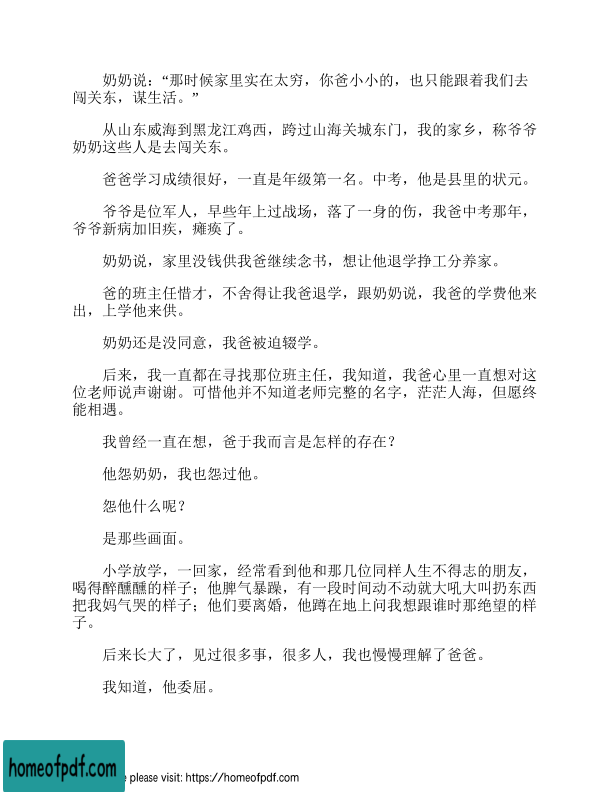 奶奶说：“那时候家里实在太穷，你爸小小的，也只能跟着我们去
闯关东，谋生活。”
从山东威海到黑龙江鸡西，跨过山海关城东门，我的家乡，称爷爷
奶奶这些人是去闯关东。
爸爸学习成绩很好，一直是年级第一名。中考，他是县里的状元。
爷爷是位军人，早些年上过战场，落了一身的伤，我爸中考那年，
爷爷新病加旧疾，瘫痪了。
奶奶说，家里没钱供我爸继续念书，想让他退学挣工分养家。
爸的班主任惜才，不舍得让我爸退学，跟奶奶说，我爸的学费他来
出，上学他来供。
奶奶还是没同意，我爸被迫辍学。
后来，我一直都在寻找那位班主任，我知道，我爸心里一直想对这
位老师说声谢谢。可惜他并不知道老师完整的名字，茫茫人海，但愿终
能相遇。
我曾经一直在想，爸于我而言是怎样的存在？
他怨奶奶，我也怨过他。
怨他什么呢？
是那些画面。
小学放学，一回家，经常看到他和那几位同样人生不得志的朋友，
喝得醉醺醺的样子；他脾气暴躁，有一段时间动不动就大吼大叫扔东西
把我妈气哭的样子；他们要离婚，他蹲在地上问我想跟谁时那绝望的样
子。
后来长大了，见过很多事，很多人，我也慢慢理解了爸爸。
我知道，他委屈。
homeofpdf.com
e please visit: https://homeofpdf.com